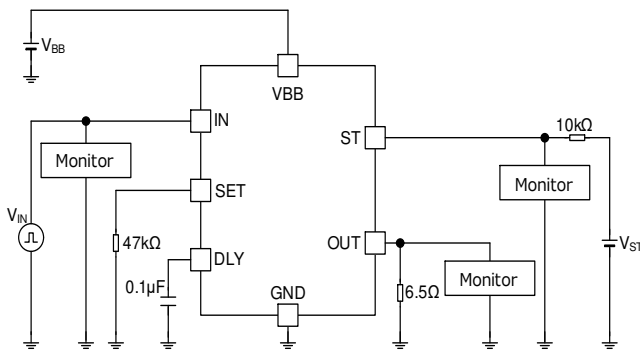 VBB
VBB
IN
ST
10kΩ
Monitor
Monitor
SET
VIN
OUT
VST
47kΩ
DLY
6.5Ω
Monitor
0.1µF
GND